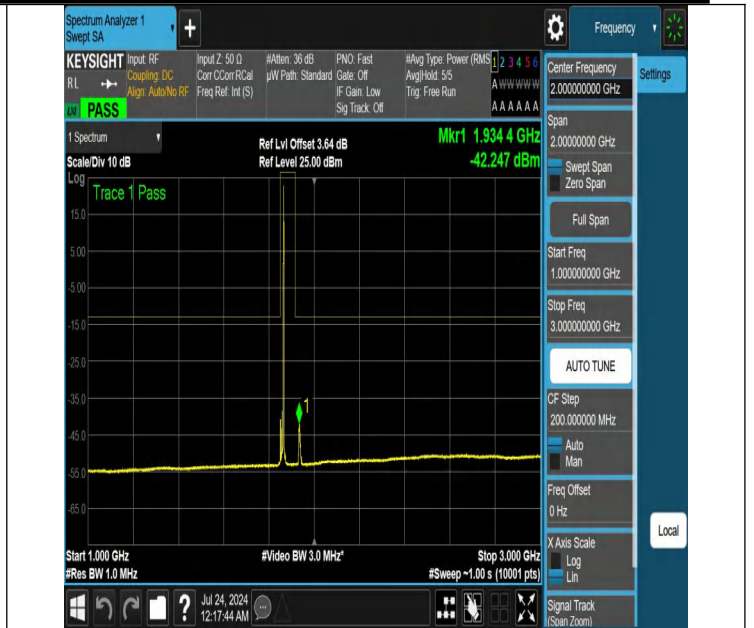 Spectrum Analyzer 1
Swept SA
Frequency
KEYSIGHT
RL
LXI
PASS
Input: RF
Coupling: DC
Align: Auto/No RF
Input Z: 50 Ω
Corr CCorr RCal
Freq Ref: Int (S)
#Atten: 36 dB
µW Path: Standard
PNO: Fast
Gate: Off
IF Gain: Low
Sig Track: Off
#Avg Type: Power (RMS
Avg|Hold: 5/5
Trig: Free Run
1 2 3 4 5 6
A W W W W W
A A A A A A
1 Spectrum
Scale/Div 10 dB
Ref Lvl Offset 3.64 dB
Ref Level 25.00 dBm
Mkr1 1.934 4 GHz
-42.247 dBm
Log
Trace 1 Pass
15.0
5.00
-5.00
-15.0
-25.0
-35.0
-45.0
-55.0
-65.0
1
Start 1.000 GHz
#Res BW 1.0 MHz
#Video BW 3.0 MHz*
Stop 3.000 GHz
#Sweep ~1.00 s (10001 pts)
Center Frequency
2.000000000 GHz
Span
2.00000000 GHz
Swept Span
Zero Span
Full Span
Start Freq
1.000000000 GHz
Stop Freq
3.000000000 GHz
AUTO TUNE
CF Step
200.000000 MHz
Auto
Man
Freq Offset
0 Hz
X Axis Scale
Log
Lin
Signal Track
(Span Zoom)
Settings
Local
?
Jul 24, 2024
12:17:44 AM